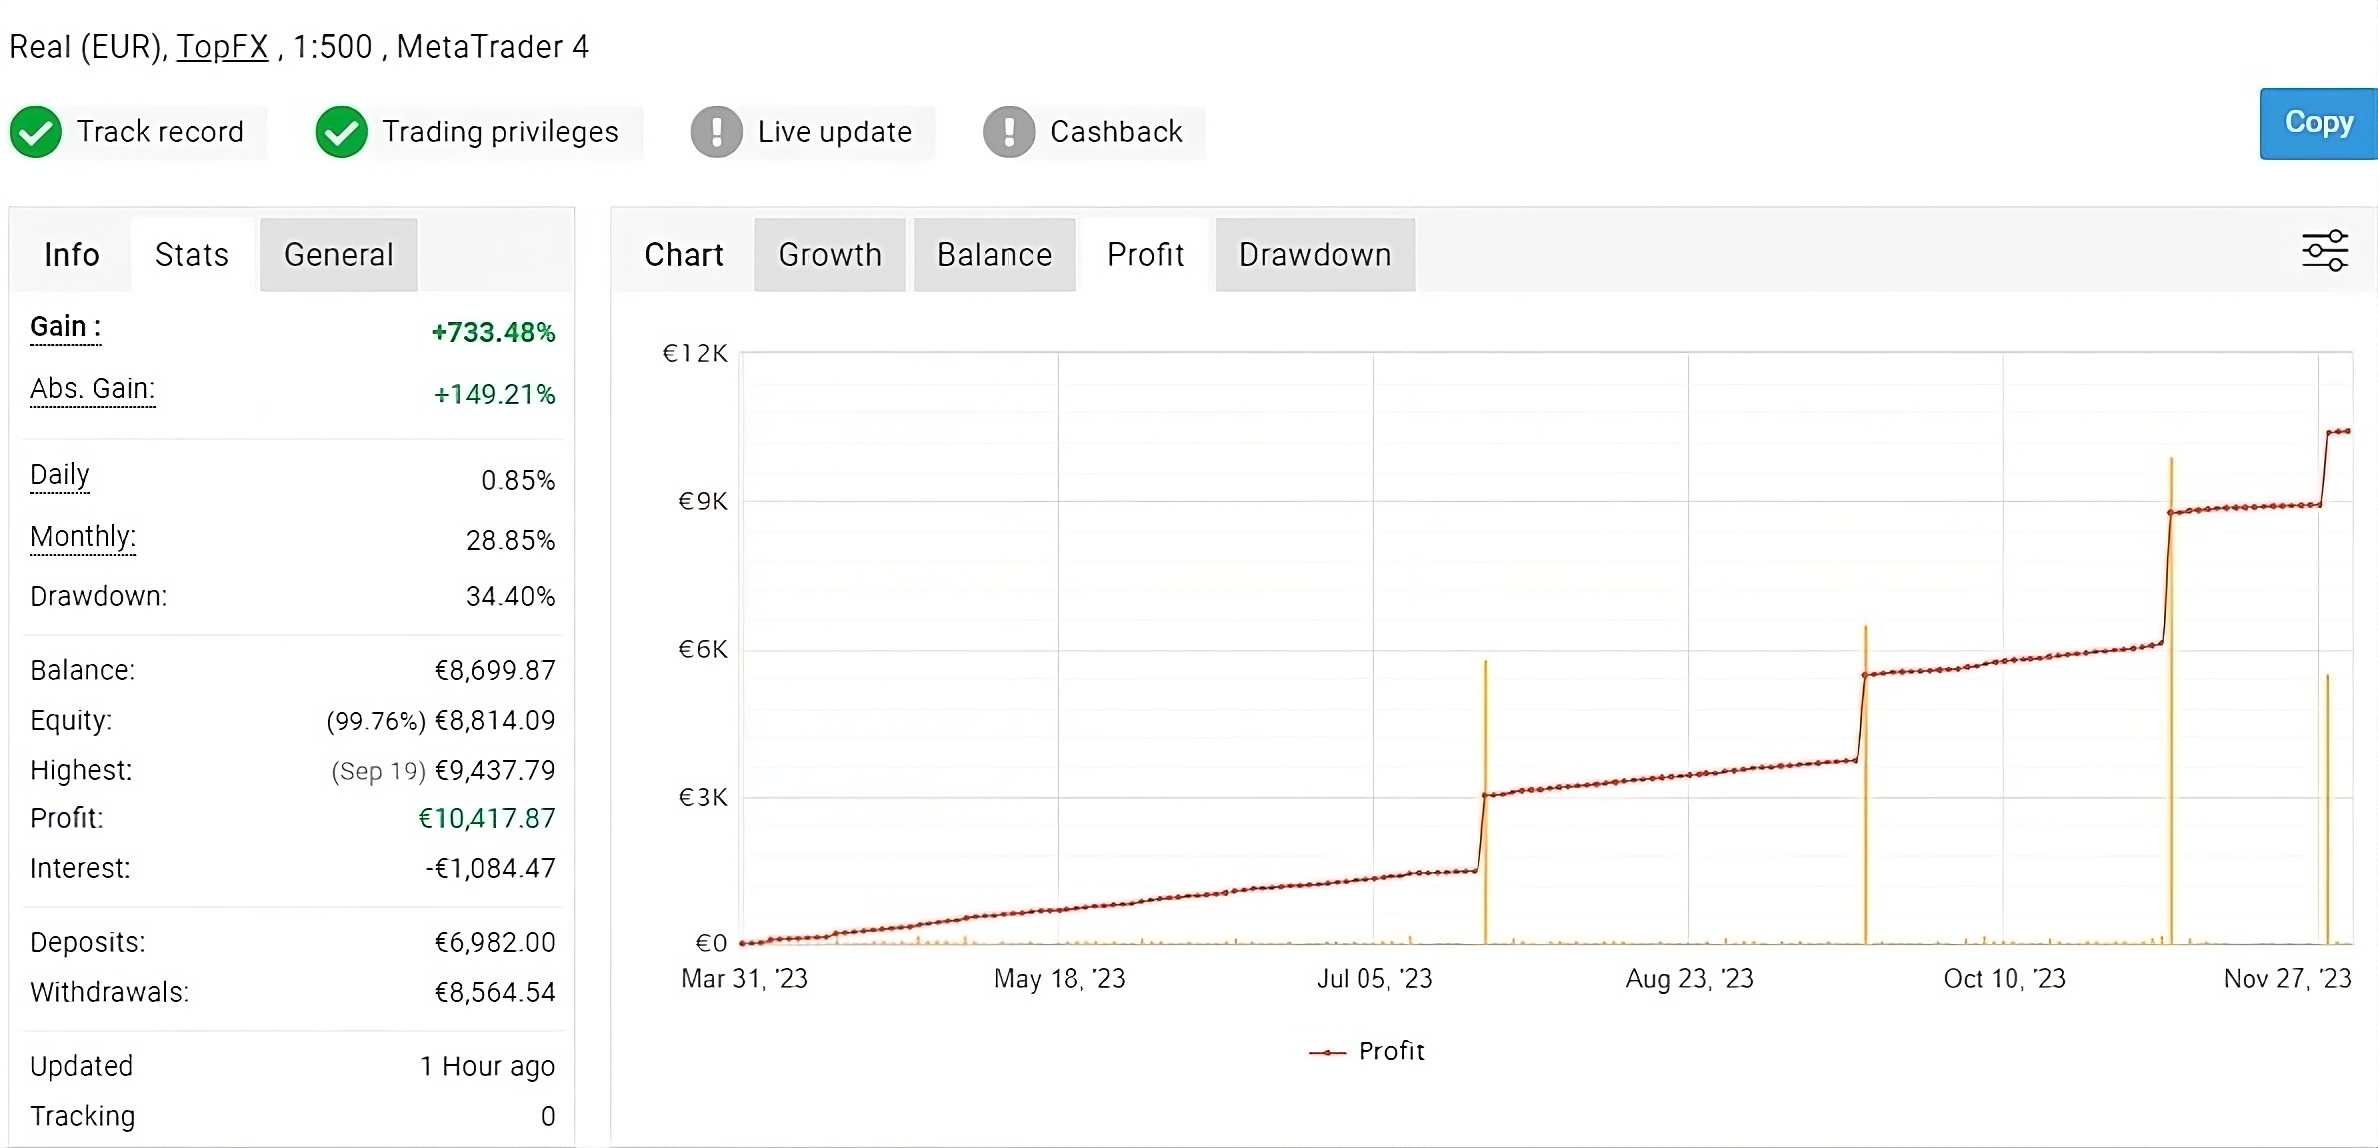 Real (EUR), TopFX , 1:500 , MetaTrader 4
Track record
Trading privileges
Live update
Cashback
Copy
Info
Stats
General
Gain :
+733.48%
Abs. Gain:
+149.21%
Daily
0.85%
Monthly:
28.85%
Drawdown:
34.40%
Balance:
€8,699.87
Equity:
(99.76%) €8,814.09
Highest:
(Sep 19) €9,437.79
Profit:
€10,417.87
Interest:
-€1,084.47
Deposits:
€6,982.00
Withdrawals:
€8,564.54
Updated
1 Hour ago
Tracking
0
Chart
Growth
Balance
Profit
Drawdown
€12K
€9K
€6K
€3K
€0
Mar 31, '23
May 18, '23
Jul 05, '23
Aug 23, '23
Oct 10, '23
Nov 27, '23
Profit